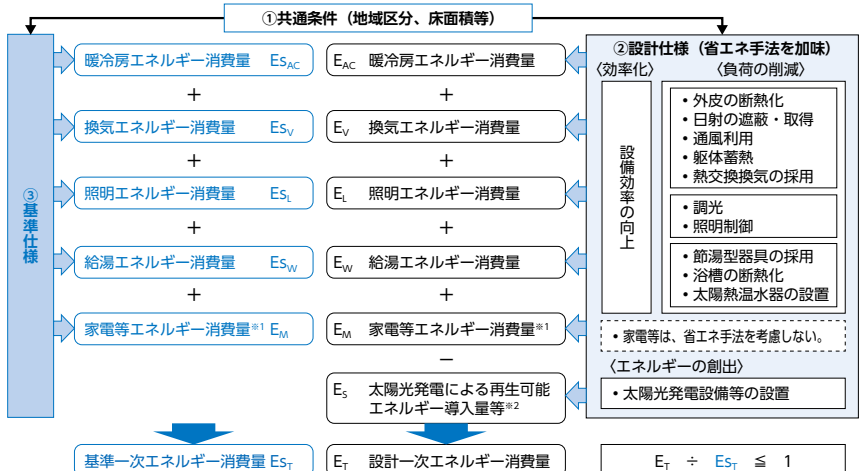 ①共通条件（地域区分、床面積等）
③基準仕様
暖冷房エネルギー消費量 Es_AC
＋
換気エネルギー消費量 Es_V
＋
照明エネルギー消費量 Es_L
＋
給湯エネルギー消費量 Es_W
＋
家電等エネルギー消費量※1 E_M
基準一次エネルギー消費量 Es_T
E_AC 暖冷房エネルギー消費量
＋
E_V 換気エネルギー消費量
＋
E_L 照明エネルギー消費量
＋
E_W 給湯エネルギー消費量
＋
E_M 家電等エネルギー消費量※1
－
E_S 太陽光発電による再生可能
エネルギー導入量等※2
E_T 設計一次エネルギー消費量
②設計仕様（省エネ手法を加味）
〈効率化〉 〈負荷の削減〉
設備効率の向上
・外皮の断熱化
・日射の遮蔽・取得
・通風利用
・躯体蓄熱
・熱交換換気の採用
・調光
・照明制御
・節湯型器具の採用
・浴槽の断熱化
・太陽熱温水器の設置
・家電等は、省エネ手法を考慮しない。
〈エネルギーの創出〉
・太陽光発電設備等の設置
E_T ÷ Es_T ≦ 1